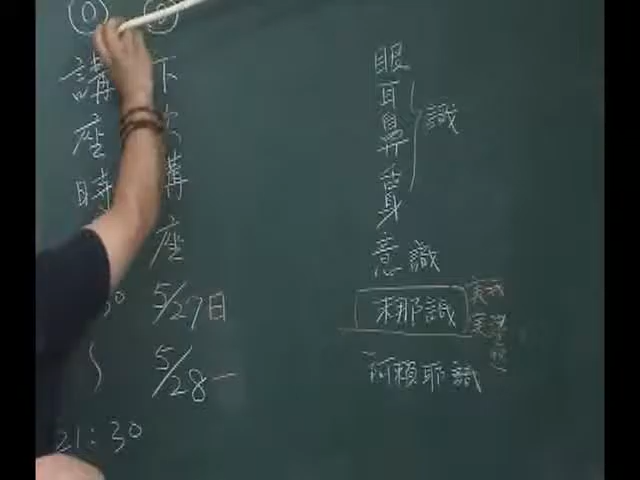 講座時
21:30
下次講座
5/27日
5/28一
眼耳鼻舌身
識
意識
末那識
阿賴耶識